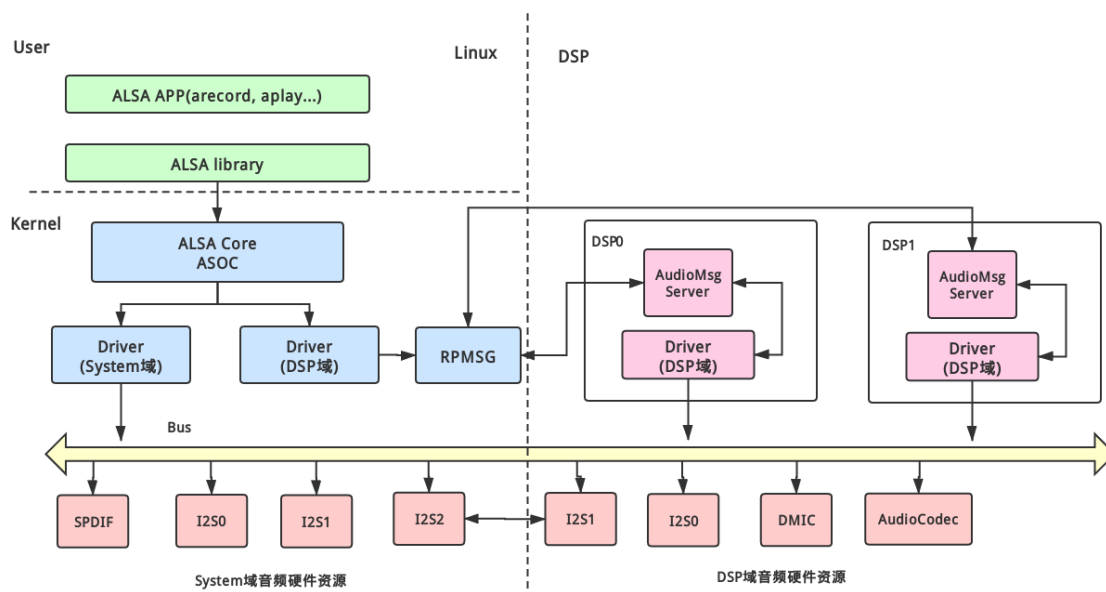 User
Linux
DSP
ALSA APP(arecord, aplay...)
ALSA library
Kernel
ALSA Core
ASOC
DSP0
AudioMsg
Server
DSP1
AudioMsg
Server
Driver
(System域)
Driver
(DSP域)
RPMSG
Driver
(DSP域)
Driver
(DSP域)
Bus
SPDIF
I2S0
I2S1
I2S2
I2S1
I2S0
DMIC
AudioCodec
System域音频硬件资源
DSP域音频硬件资源